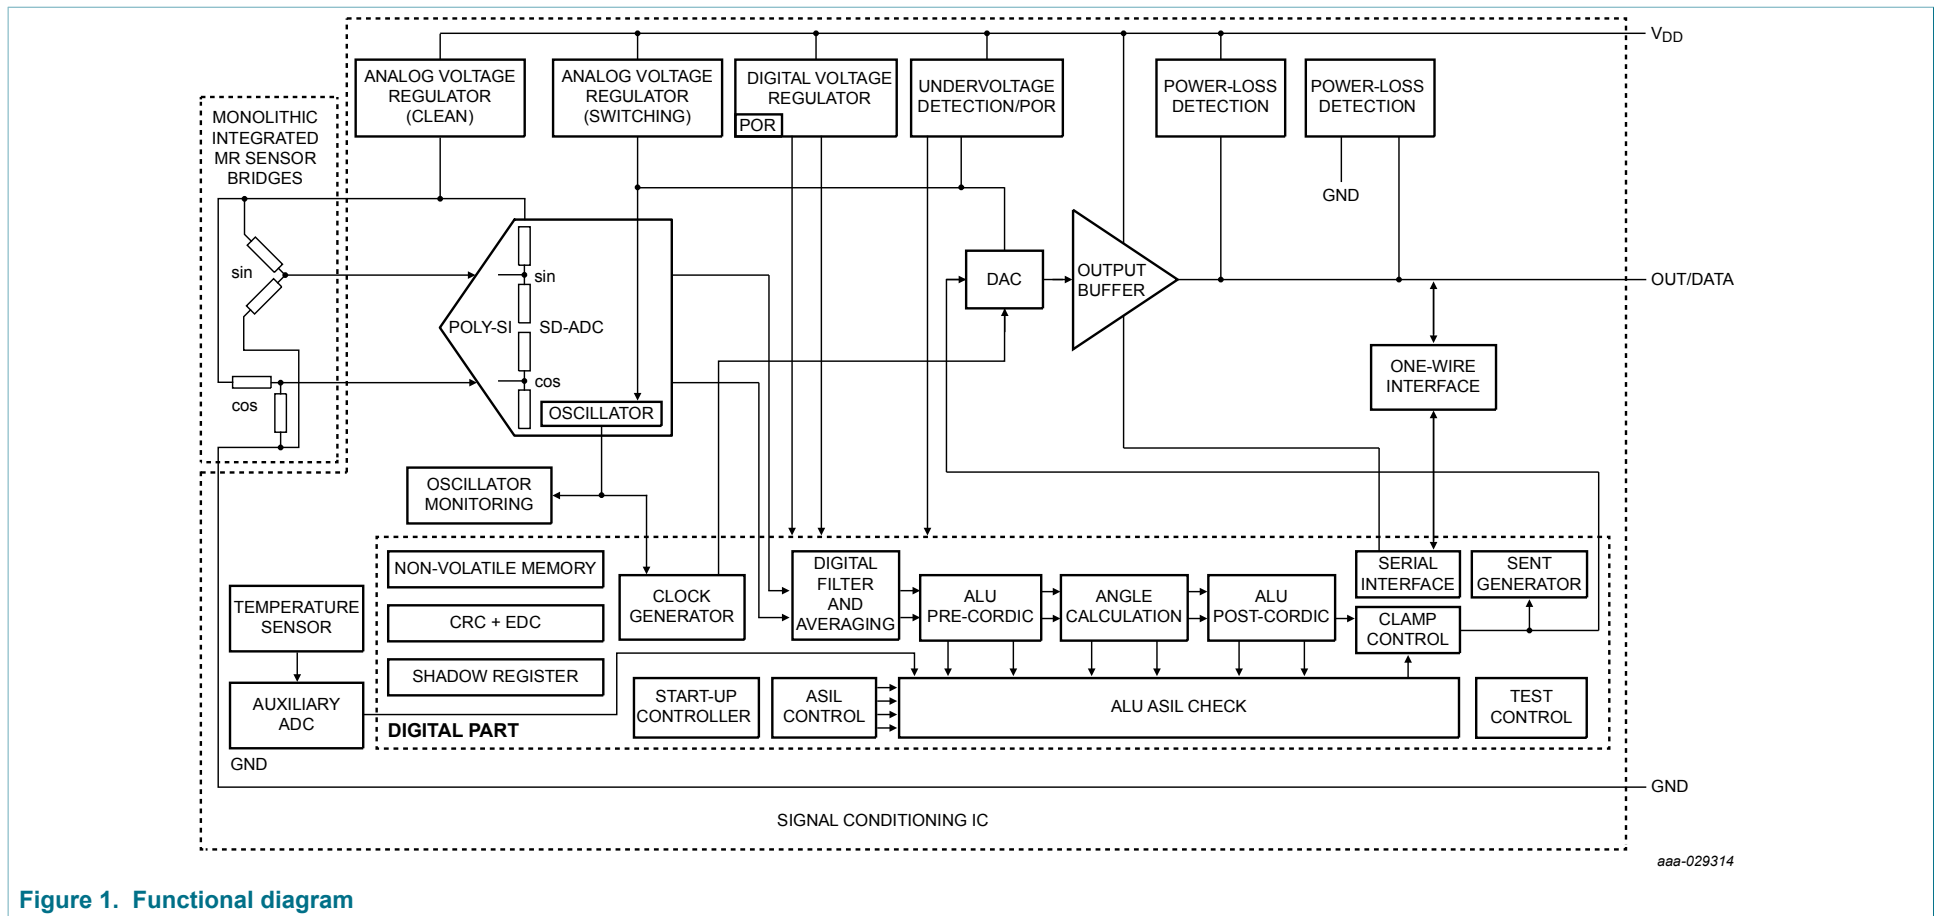 V_DD
ANALOG VOLTAGE
REGULATOR
(CLEAN)
ANALOG VOLTAGE
REGULATOR
(SWITCHING)
DIGITAL VOLTAGE
REGULATOR
POR
UNDERVOLTAGE
DETECTION/POR
POWER-LOSS
DETECTION
POWER-LOSS
DETECTION
GND
MONOLITHIC
INTEGRATED
MR SENSOR
BRIDGES
sin
cos
POLY-SI
SD-ADC
sin
cos
OSCILLATOR
DAC
OUTPUT
BUFFER
OUT/DATA
ONE-WIRE
INTERFACE
OSCILLATOR
MONITORING
NON-VOLATILE MEMORY
CRC + EDC
SHADOW REGISTER
CLOCK
GENERATOR
DIGITAL
FILTER
AND
AVERAGING
ALU
PRE-CORDIC
ANGLE
CALCULATION
ALU
POST-CORDIC
SERIAL
INTERFACE
SENT
GENERATOR
CLAMP
CONTROL
TEMPERATURE
SENSOR
AUXILIARY
ADC
START-UP
CONTROLLER
ASIL
CONTROL
ALU ASIL CHECK
TEST
CONTROL
DIGITAL PART
GND
GND
SIGNAL CONDITIONING IC
aaa-029314
Figure 1. Functional diagram